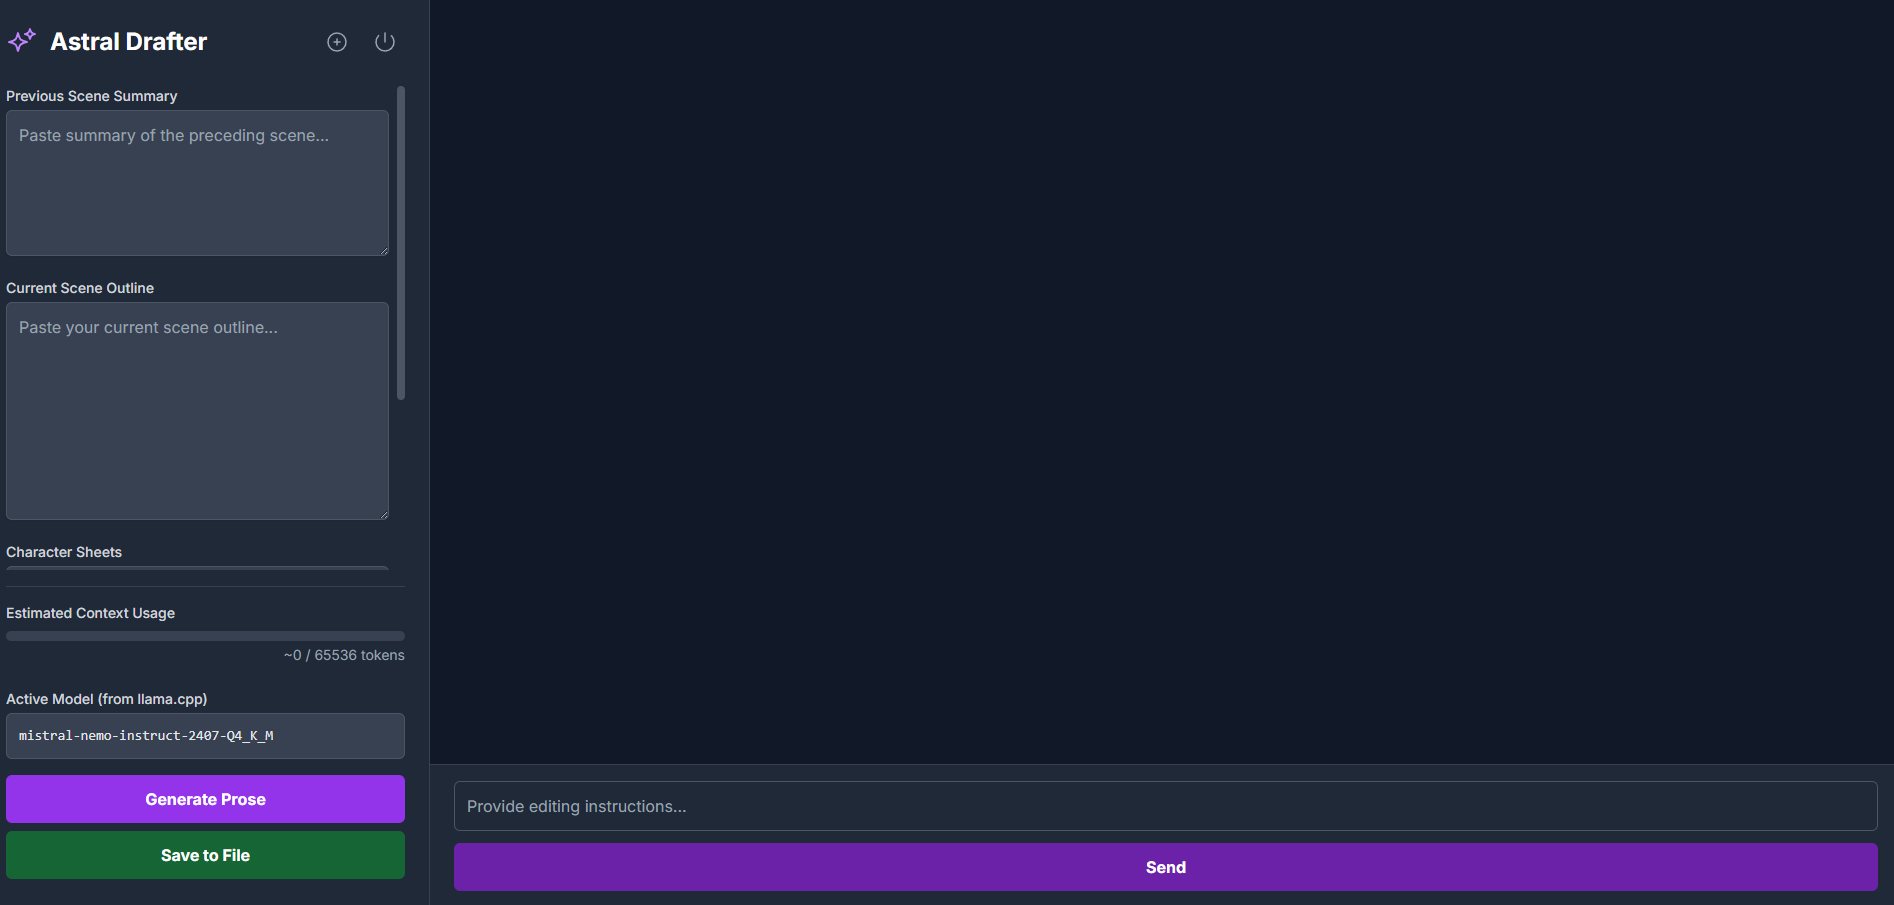 Astral Drafter
Previous Scene Summary
Paste summary of the preceding scene...
Current Scene Outline
Paste your current scene outline...
Character Sheets
Estimated Context Usage
~0 / 65536 tokens
Active Model (from llama.cpp)
mistral-nemo-instruct-2407-Q4_K_M
Generate Prose
Save to File
Provide editing instructions...
Send